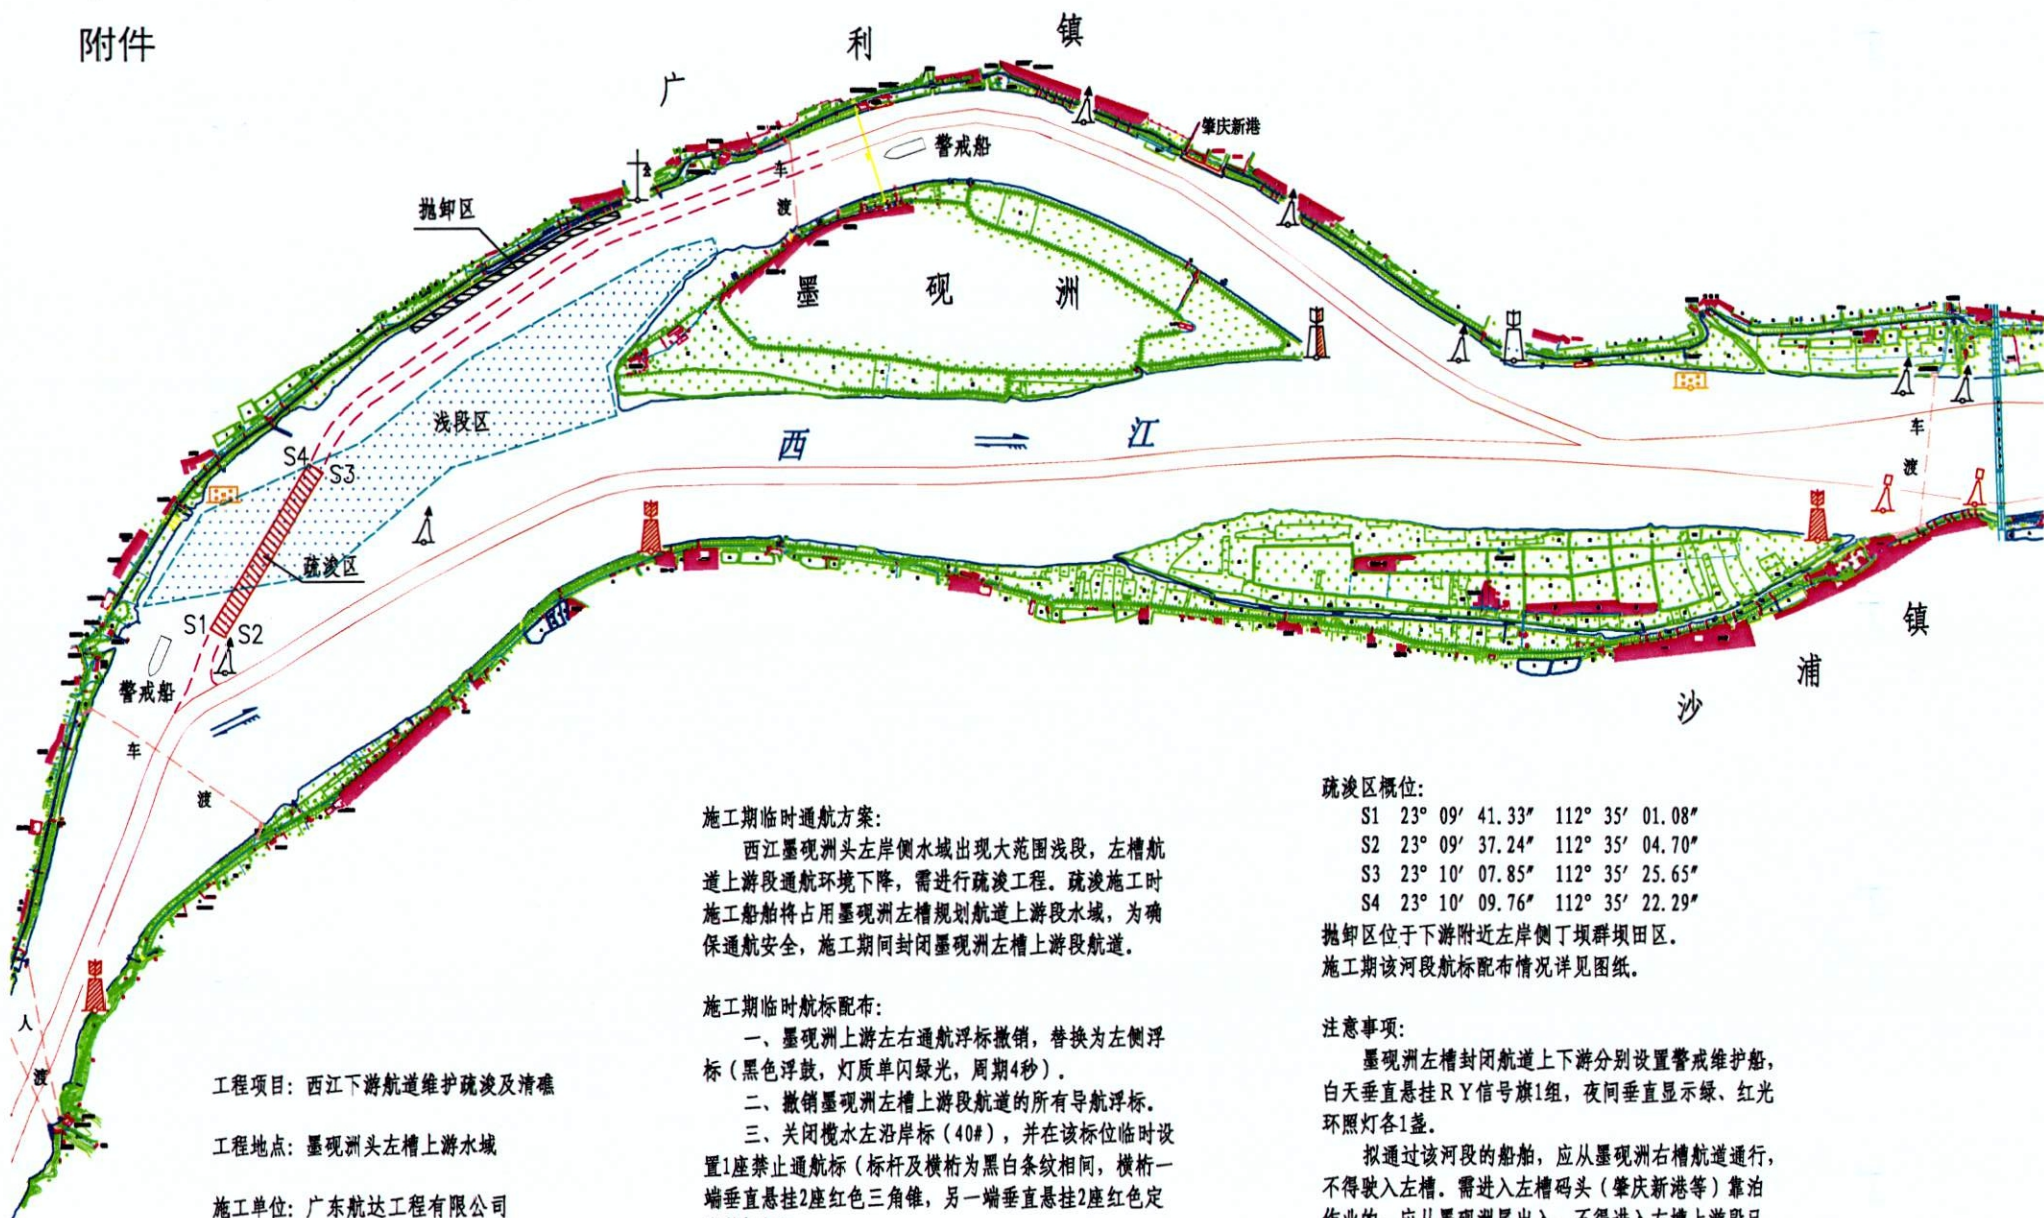 附件
广 利 镇
肇庆新港
警戒船
车
渡
抛卸区
墨 砚 洲
浅段区
西 江
车
渡
S4
S3
疏浚区
S1
S2
警戒船
车
渡
镇
浦
沙
人
渡
工程项目：西江下游航道维护疏浚及清礁
工程地点：墨砚洲头左槽上游水域
施工单位：广东航达工程有限公司
施工期临时通航方案：
西江墨砚洲头左岸侧水域出现大范围浅段，左槽航
道上游段通航环境下降，需进行疏浚工程。疏浚施工时
施工船舶将占用墨砚洲左槽规划航道上游段水域，为确
保通航安全，施工期间封闭墨砚洲左槽上游段航道。
施工期临时航标配布：
一、墨砚洲上游左右通航浮标撤销，替换为左侧浮
标（黑色浮鼓，灯质单闪绿光，周期4秒）。
二、撤销墨砚洲左槽上游段航道的所有导航浮标。
三、关闭榄水左沿岸标（40#），并在该标位临时设
置1座禁止通航标（标杆及横桁为黑白条纹相间，横桁一
端垂直悬挂2座红色三角锥，另一端垂直悬挂2座红色定
疏浚区概位：
S1 23° 09′ 41.33″ 112° 35′ 01.08″
S2 23° 09′ 37.24″ 112° 35′ 04.70″
S3 23° 10′ 07.85″ 112° 35′ 25.65″
S4 23° 10′ 09.76″ 112° 35′ 22.29″
抛卸区位于下游附近左岸侧丁坝群坝田区。
施工期该河段航标配布情况详见图纸。
注意事项：
墨砚洲左槽封闭航道上下游分别设置警戒维护船，
白天垂直悬挂RY信号旗1组，夜间垂直显示绿、红光
环照灯各1盏。
拟通过该河段的船舶，应从墨砚洲右槽航道通行，
不得驶入左槽．需进入左槽码头（肇庆新港等）靠泊
作业的，应从墨砚洲尾出入，不得进入左槽上游段